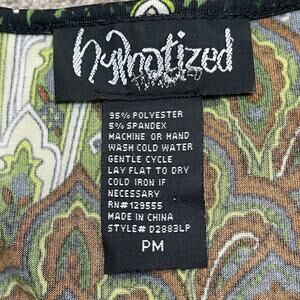 hypnotized
95% POLYESTER
5% SPANDEX
MACHINE OR HAND
WASH COLD WATER
GENTLE CYCLE
LAY FLAT TO DRY
COLD IRON IF
NECESSARY
RN#129555
MADE IN CHINA
STYLE# D2883LP
PM